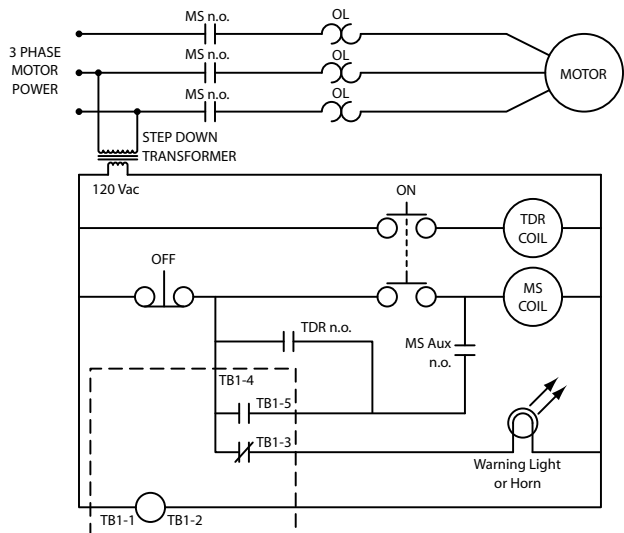 MS n.o.
OL
3 PHASE
MOTOR
POWER
MS n.o.
OL
MOTOR
MS n.o.
OL
STEP DOWN
TRANSFORMER
120 Vac
ON
TDR
COIL
OFF
MS
COIL
TDR n.o.
MS Aux
n.o.
TB1-4
TB1-5
TB1-3
Warning Light
or Horn
TB1-1
TB1-2